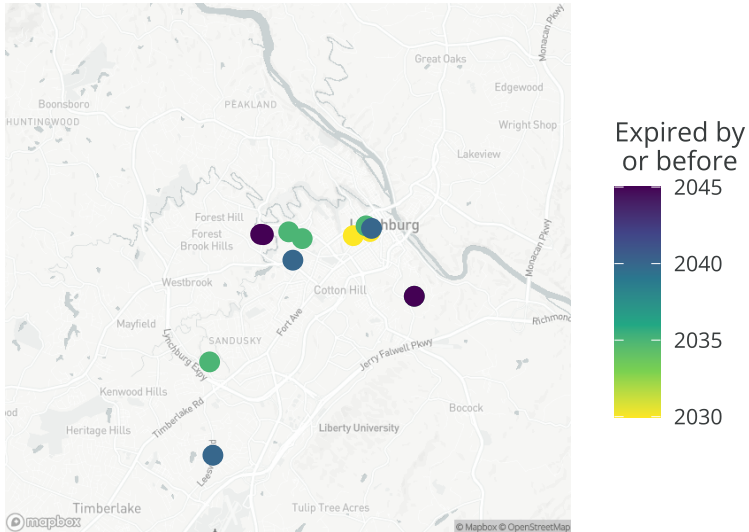 Monacan Pkwy
Great Oaks
Edgewood
Boonsboro
PEAKLAND
HUNTINGWOOD
Wright Shop
Lakeview
Expired by
or before
2045
2040
2035
2030
Forest Hill
Forest
Brook Hills
Monacan Pkwy
Westbrook
Cotton Hill
Mayfield
Fort Ave
Richmond
SANDUSKY
Lynchburg Expy
Jerry Falwell Pkwy
Kenwood Hills
Timberlake Rd
Bocock
Heritage Hills
Liberty University
Timberlake
Tulip Tree Acres
mapbox
© Mapbox © OpenStreetMap